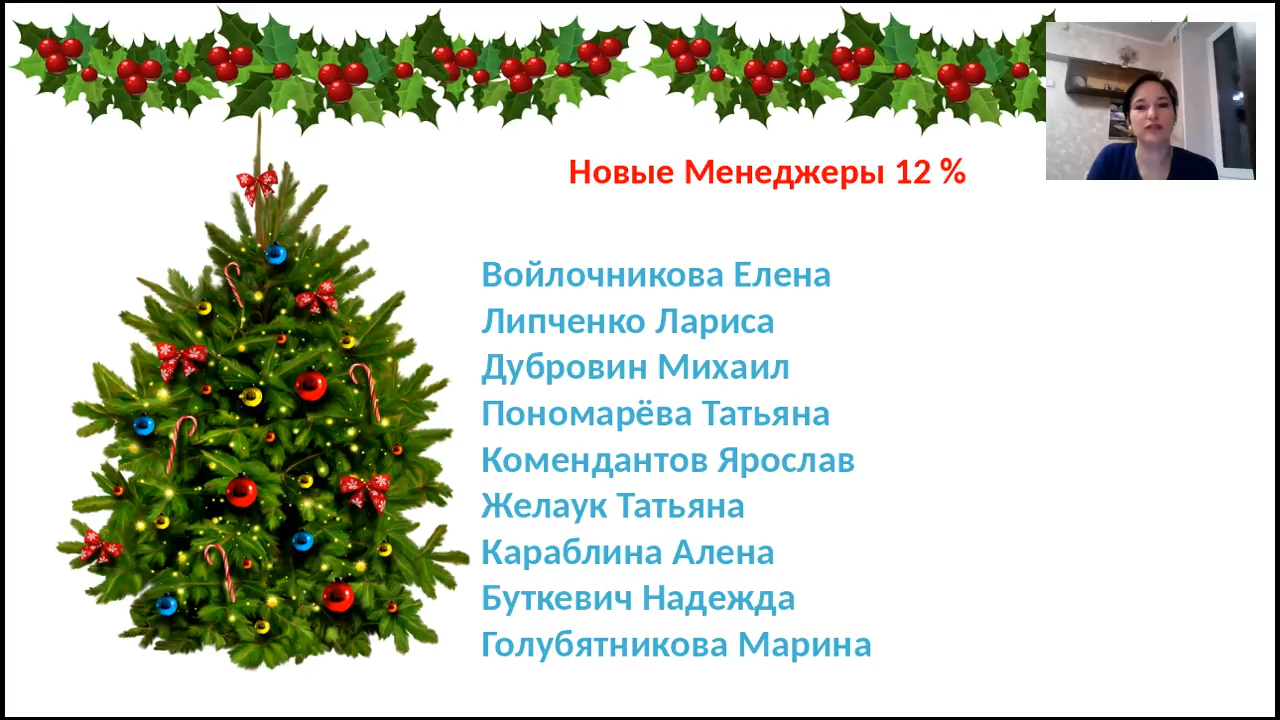 Новые Менеджеры 12 %
Войлочникова Елена
Липченко Лариса
Дубровин Михаил
Пономарёва Татьяна
Комендантов Ярослав
Желаук Татьяна
Караблина Алена
Буткевич Надежда
Голубятникова Марина